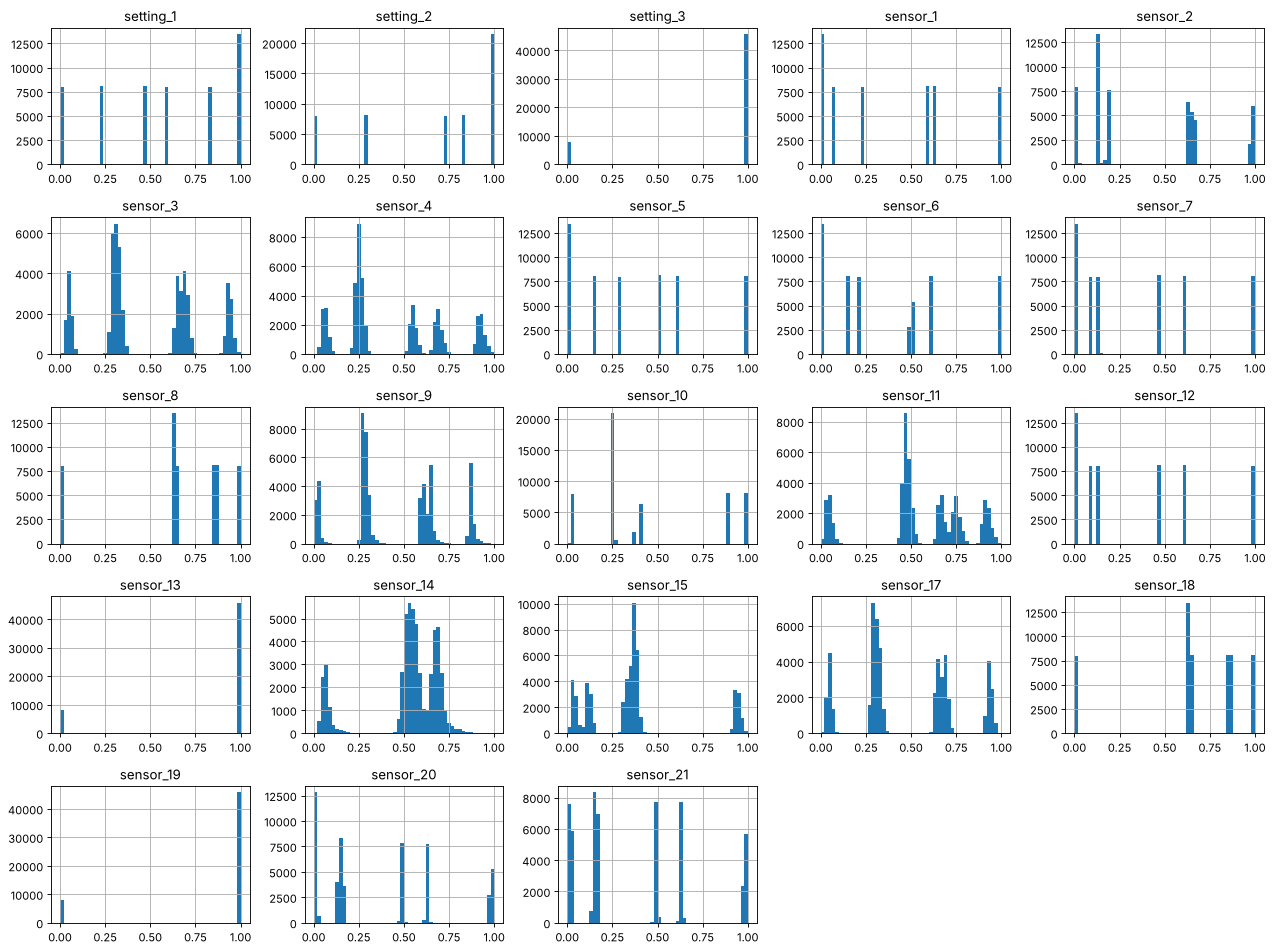 setting_1 setting_2 setting_3 sensor_1 sensor_2
12500 10000 7500 5000 2500 0
20000 15000 10000 5000 0
40000 30000 20000 10000 0
12500 10000 7500 5000 2500 0
14000 12000 10000 7500 5000 2500 0
0.00 0.25 0.50 0.75 1.00 0.00 0.25 0.50 0.75 1.00 0.00 0.25 0.50 0.75 1.00 0.00 0.25 0.50 0.75 1.00 0.00 0.25 0.50 0.75 1.00
sensor_3 sensor_4 sensor_5 sensor_6 sensor_7
6000 4000 2000 0
8000 6000 4000 2000 0
12500 10000 7500 5000 2500 0
12500 10000 7500 5000 2500 0
12500 10000 7500 5000 2500 0
0.00 0.25 0.50 0.75 1.00 0.00 0.25 0.50 0.75 1.00 0.00 0.25 0.50 0.75 1.00 0.00 0.25 0.50 0.75 1.00 0.00 0.25 0.50 0.75 1.00
sensor_8 sensor_9 sensor_10 sensor_11 sensor_12
12500 10000 7500 5000 2500 0
8000 6000 4000 2000 0
20000 15000 10000 5000 0
8000 6000 4000 2000 0
12500 10000 7500 5000 2500 0
0.00 0.25 0.50 0.75 1.00 0.00 0.25 0.50 0.75 1.00 0.00 0.25 0.50 0.75 1.00 0.00 0.25 0.50 0.75 1.00 0.00 0.25 0.50 0.75 1.00
sensor_13 sensor_14 sensor_15 sensor_17 sensor_18
40000 30000 20000 10000 0
5000 4000 3000 2000 1000 0
10000 8000 6000 4000 2000 0
6000 4000 2000 0
12500 10000 7500 5000 2500 0
0.00 0.25 0.50 0.75 1.00 0.00 0.25 0.50 0.75 1.00 0.00 0.25 0.50 0.75 1.00 0.00 0.25 0.50 0.75 1.00 0.00 0.25 0.50 0.75 1.00
sensor_19 sensor_20 sensor_21
40000 30000 20000 10000 0
12500 10000 7500 5000 2500 0
8000 6000 4000 2000 0
0.00 0.25 0.50 0.75 1.00 0.00 0.25 0.50 0.75 1.00 0.00 0.25 0.50 0.75 1.00